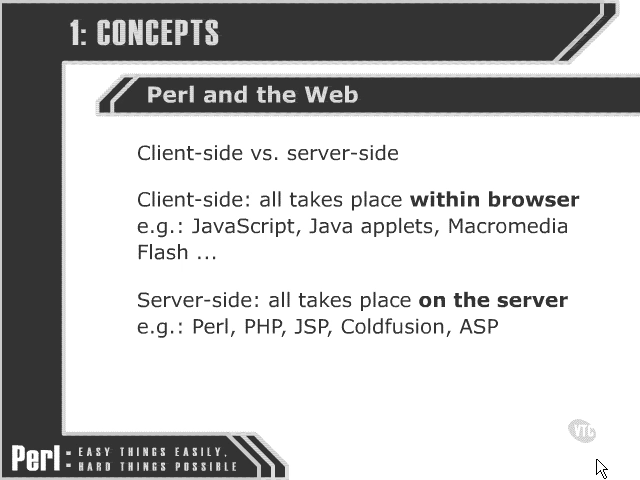 1: CONCEPTS
Perl and the Web
Client-side vs. server-side
Client-side: all takes place within browser
e.g.: JavaScript, Java applets, Macromedia
Flash ...
Server-side: all takes place on the server
e.g.: Perl, PHP, JSP, Coldfusion, ASP
VTC
Perl: EASY THINGS EASILY.
HARD THINGS POSSIBLE